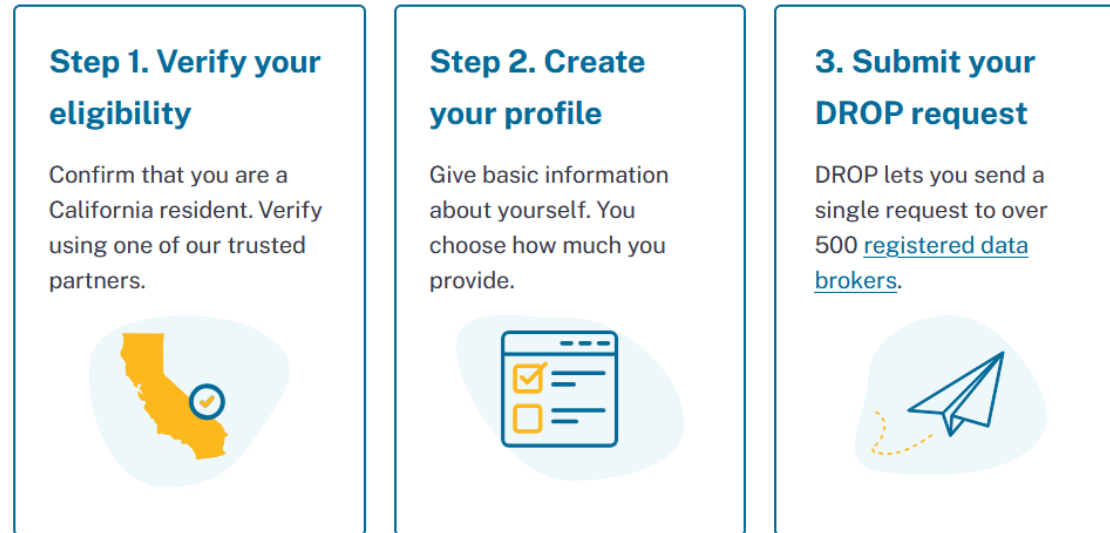 Step 1. Verify your
eligibility
Confirm that you are a
California resident. Verify
using one of our trusted
partners.
Step 2. Create
your profile
Give basic information
about yourself. You
choose how much you
provide.
3. Submit your
DROP request
DROP lets you send a
single request to over
500 registered data
brokers.